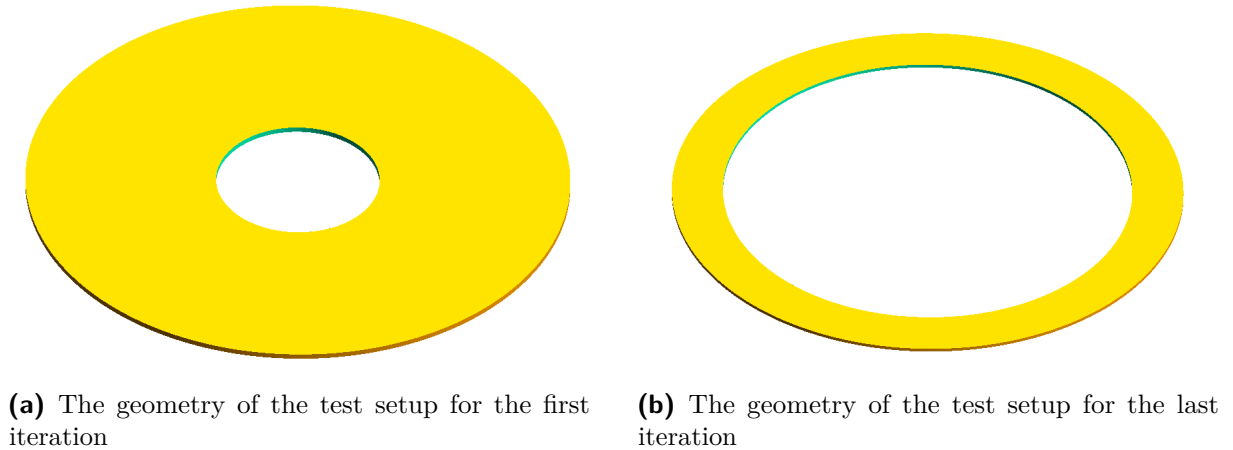 (a) The geometry of the test setup for the first
iteration
(b) The geometry of the test setup for the last
iteration